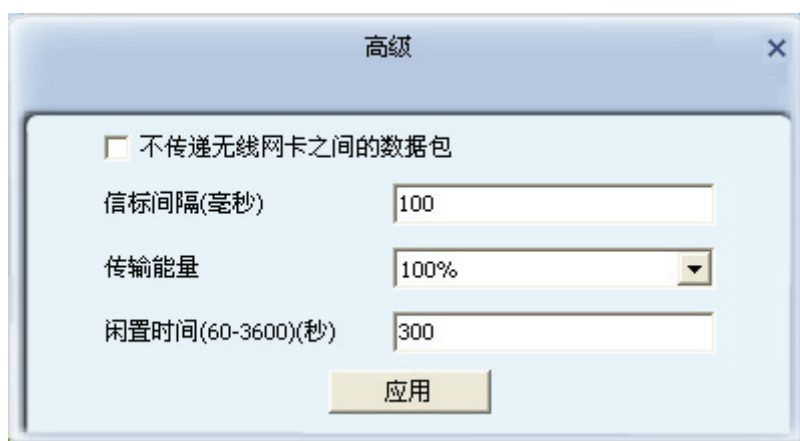 高级
不传递无线网卡之间的数据包
信标间隔(毫秒) 100
传输能量 100%
闲置时间(60-3600)(秒) 300
应用